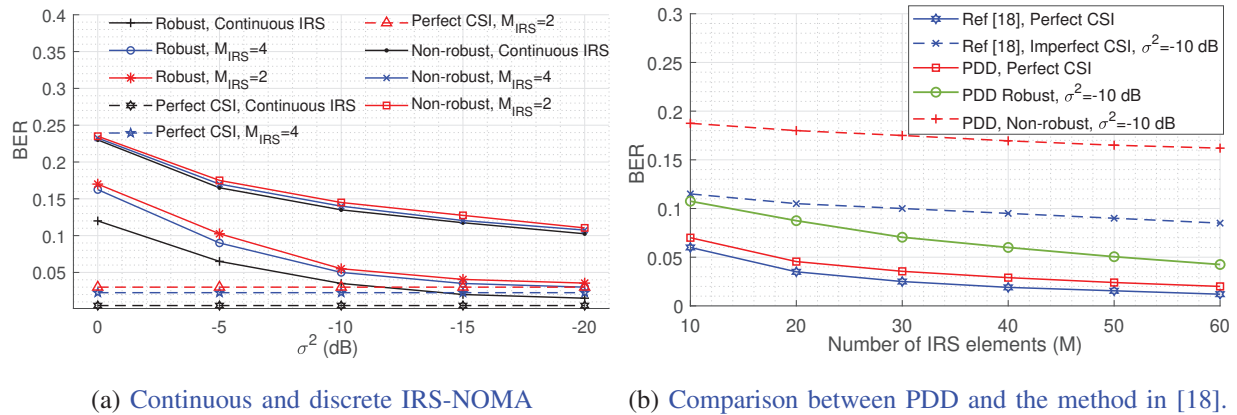 0.4
0.35
0.3
0.25
0.2
0.15
0.1
0.05
BER
0
-5
-10
-15
-20
σ² (dB)
Robust, Continuous IRS
Robust, M_IRS=4
Robust, M_IRS=2
Perfect CSI, Continuous IRS
Perfect CSI, M_IRS=4
Perfect CSI, M_IRS=2
Non-robust, Continuous IRS
Non-robust, M_IRS=4
Non-robust, M_IRS=2
(a) Continuous and discrete IRS-NOMA
0.3
0.25
0.2
0.15
0.1
0.05
0
BER
10
20
30
40
50
60
Number of IRS elements (M)
Ref [18], Perfect CSI
Ref [18], Imperfect CSI, σ²=-10 dB
PDD, Perfect CSI
PDD Robust, σ²=-10 dB
PDD, Non-robust, σ²=-10 dB
(b) Comparison between PDD and the method in [18].